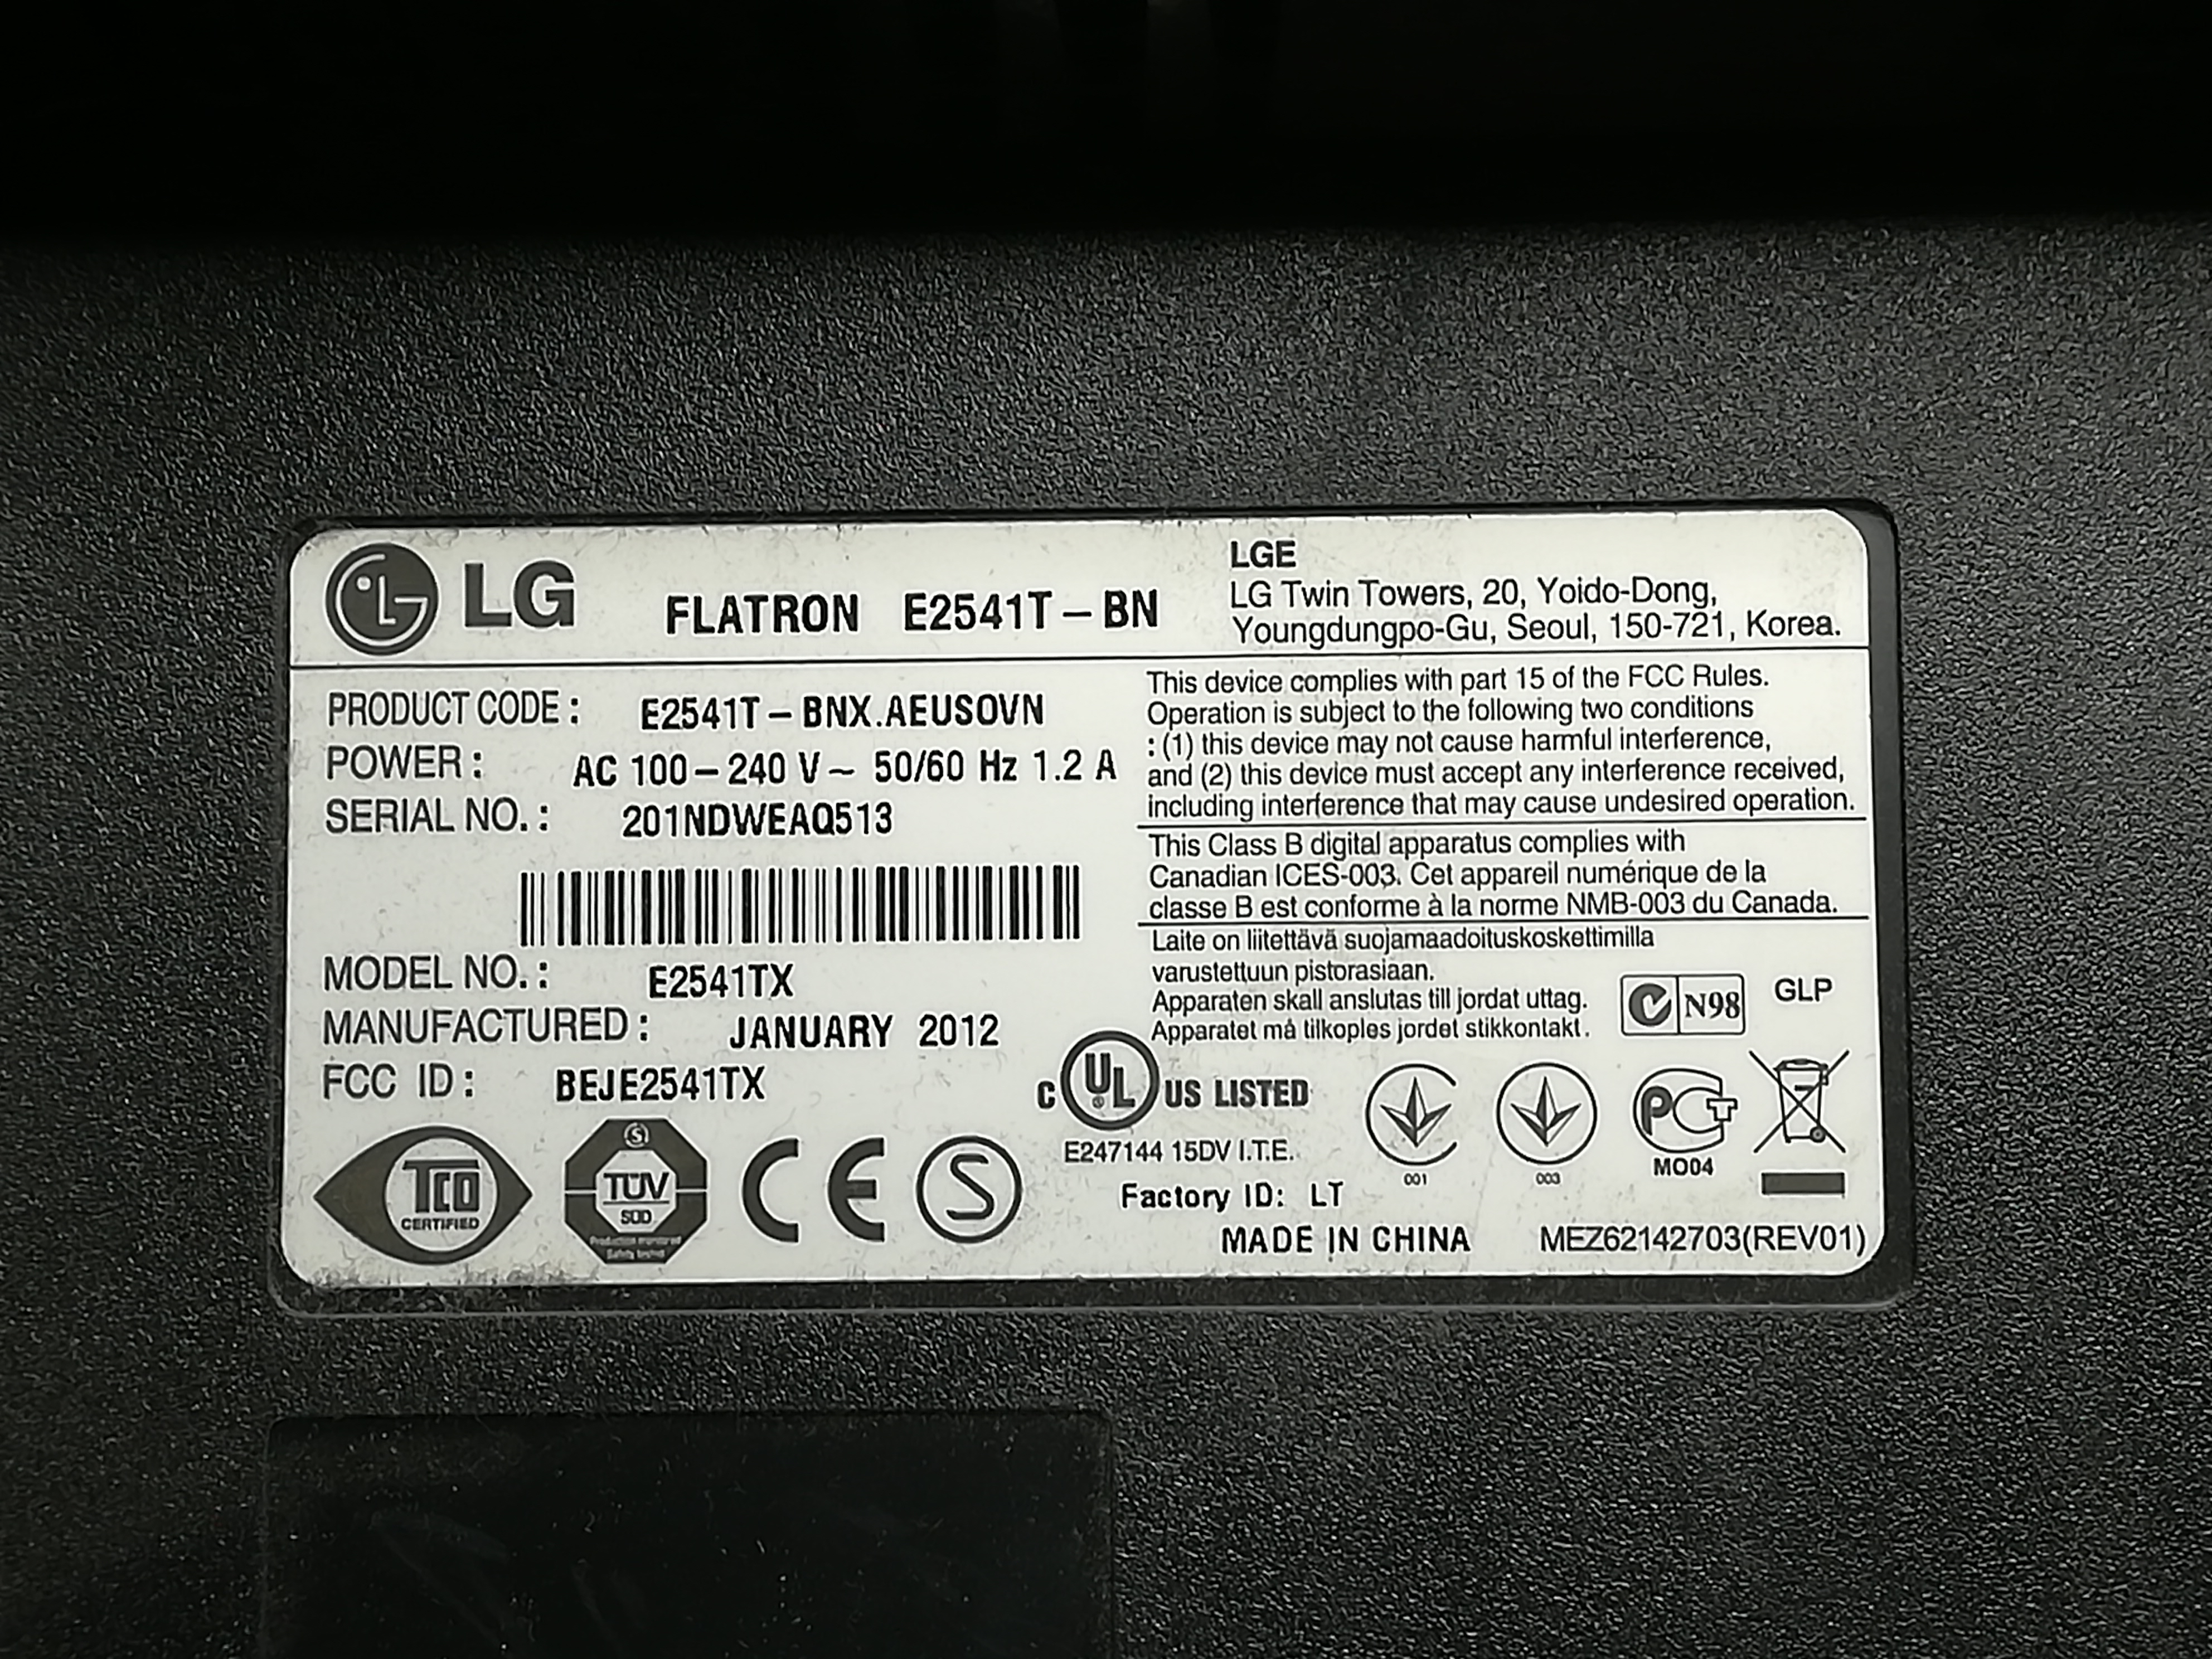 LG FLATRON E2541T-BN
LGE
LG Twin Towers, 20, Yoido-Dong,
Youngdungpo-Gu, Seoul, 150-721, Korea.
PRODUCT CODE : E2541T-BNX.AEUSOVN
POWER : AC 100-240 V~ 50/60 Hz 1.2 A
SERIAL NO. : 201NDWEAQ513
MODEL NO. : E2541TX
MANUFACTURED : JANUARY 2012
FCC ID : BEJE2541TX
This device complies with part 15 of the FCC Rules.
Operation is subject to the following two conditions
: (1) this device may not cause harmful interference,
and (2) this device must accept any interference received,
including interference that may cause undesired operation.
This Class B digital apparatus complies with
Canadian ICES-003. Cet appareil numérique de la
classe B est conforme à la norme NMB-003 du Canada.
Laite on liitettävä suojamaadoituskoskettimilla
varustettuun pistorasiaan.
Apparaten skall anslutas till jordat uttag.
Apparatet må tilkoples jordet stikkontakt.
N98 GLP
C UL ® US LISTED
E247144 15DV I.T.E.
Factory ID: LT
MADE IN CHINA
001
003
PCT
MO04
MEZ62142703(REV01)
TCO
CERTIFIED
S
TÜV
SÜD
Production monitored
Safety tested
CE
S